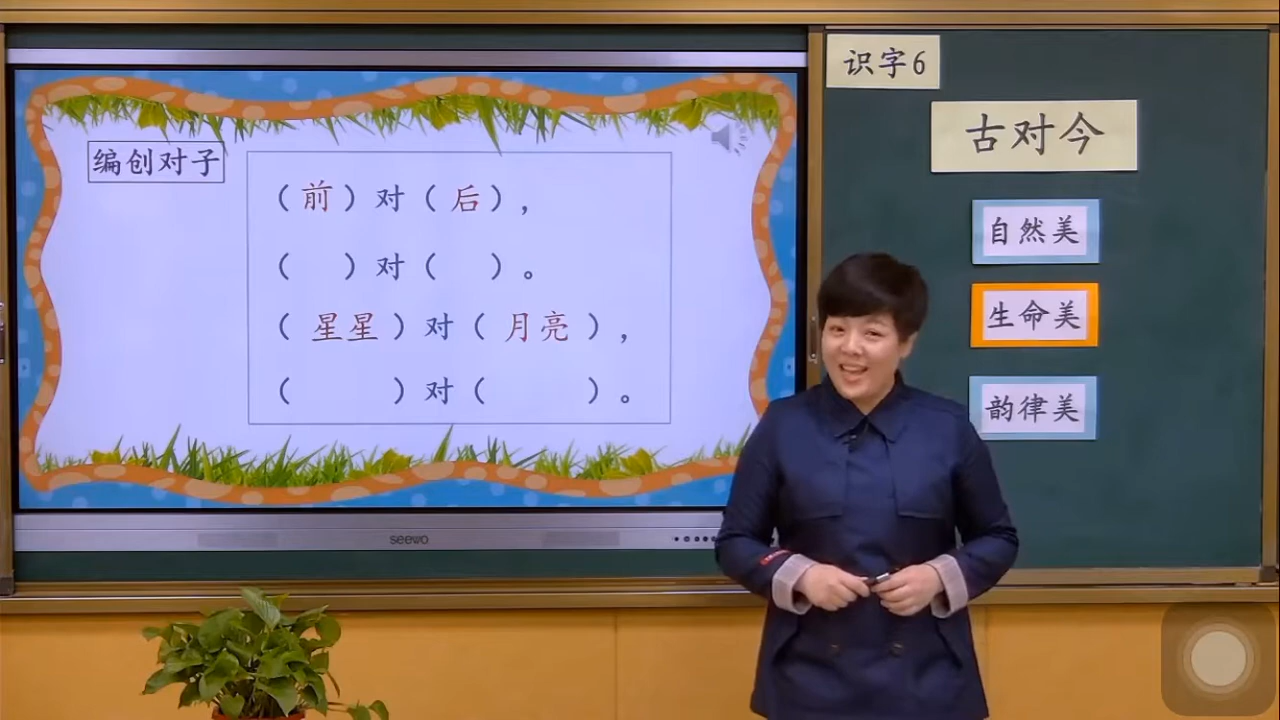 编创对子
（前）对（后），
（ ）对（ ）。
（星星）对（月亮），
（ ）对（ ）。
seewo
识字6
古对今
自然美
生命美
韵律美